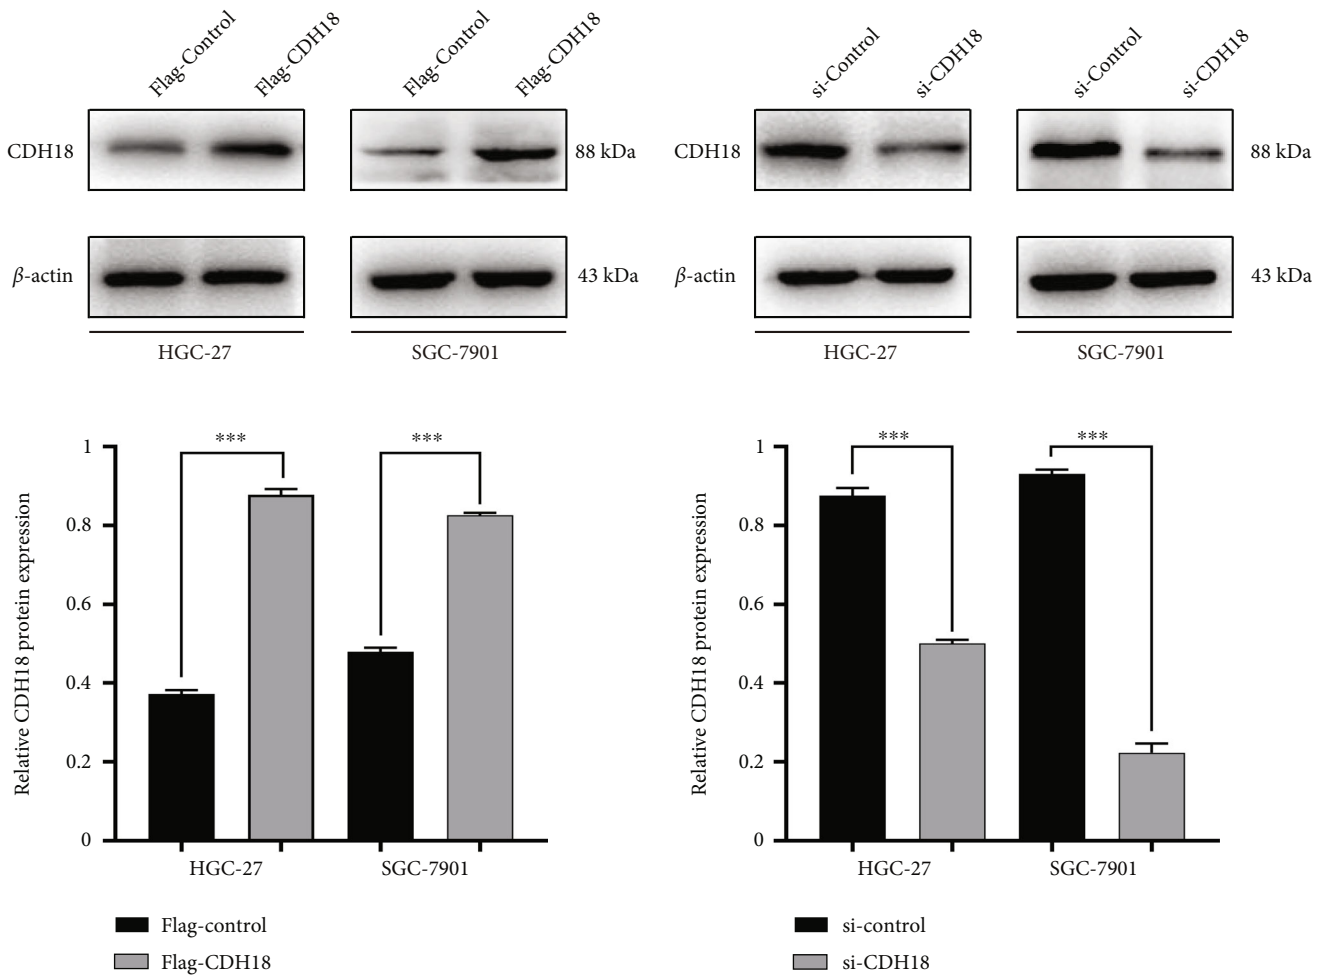 Flag-Control Flag-CDH18 Flag-Control Flag-CDH18 si-Control si-CDH18 si-Control si-CDH18
CDH18 88 kDa CDH18 88 kDa
β-actin 43 kDa β-actin 43 kDa
HGC-27 SGC-7901 HGC-27 SGC-7901
Relative CDH18 protein expression
1
0.8
0.6
0.4
0.2
0
*** ***
HGC-27 SGC-7901
Flag-control
Flag-CDH18
Relative CDH18 protein expression
1
0.8
0.6
0.4
0.2
0
*** ***
HGC-27 SGC-7901
si-control
si-CDH18